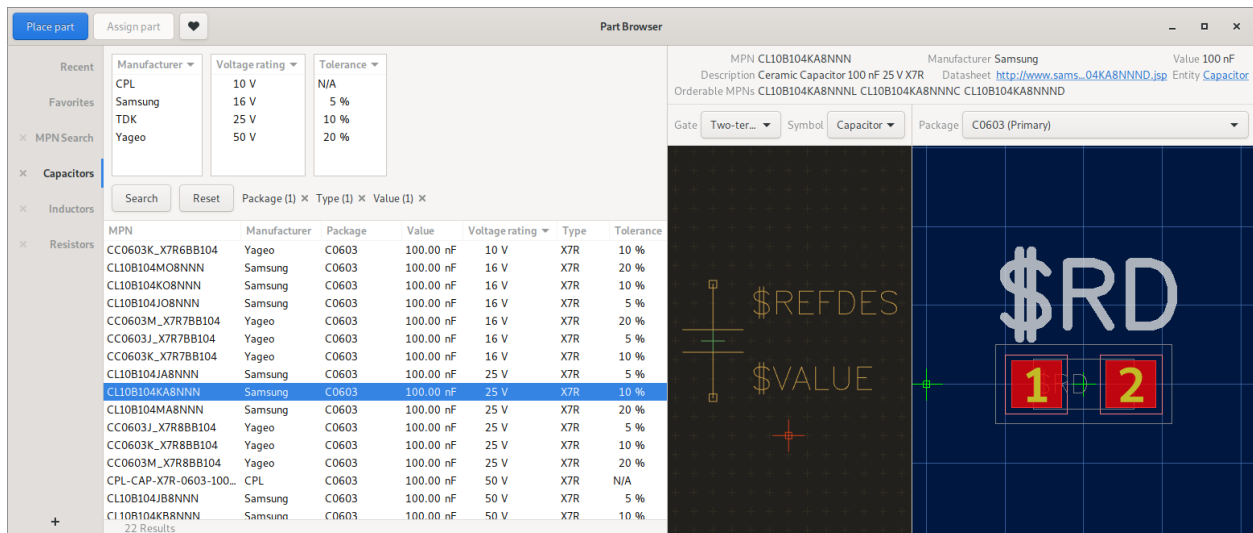 Place part Assign part Part Browser
Recent
Favorites
MPN Search
Capacitors
Inductors
Resistors
Manufacturer Voltage rating Tolerance
CPL 10 V N/A
Samsung 16 V 5 %
TDK 25 V 10 %
Yageo 50 V 20 %
Search Reset Package (1) × Type (1) × Value (1) ×
MPN Manufacturer Package Value Voltage rating Type Tolerance
CC0603K_X7R6BB104 Yageo C0603 100.00 nF 10 V X7R 10 %
CL10B104MO8NNN Samsung C0603 100.00 nF 16 V X7R 20 %
CL10B104KO8NNN Samsung C0603 100.00 nF 16 V X7R 10 %
CL10B104JO8NNN Samsung C0603 100.00 nF 16 V X7R 5 %
CC0603M_X7R7BB104 Yageo C0603 100.00 nF 16 V X7R 20 %
CC0603J_X7R7BB104 Yageo C0603 100.00 nF 16 V X7R 5 %
CC0603K_X7R7BB104 Yageo C0603 100.00 nF 16 V X7R 10 %
CL10B104JA8NNN Samsung C0603 100.00 nF 25 V X7R 5 %
CL10B104KA8NNN Samsung C0603 100.00 nF 25 V X7R 10 %
CL10B104MA8NNN Samsung C0603 100.00 nF 25 V X7R 20 %
CC0603J_X7R8BB104 Yageo C0603 100.00 nF 25 V X7R 5 %
CC0603K_X7R8BB104 Yageo C0603 100.00 nF 25 V X7R 10 %
CC0603M_X7R8BB104 Yageo C0603 100.00 nF 25 V X7R 20 %
CPL-CAP-X7R-0603-100... CPL C0603 100.00 nF 50 V X7R N/A
CL10B104JB8NNN Samsung C0603 100.00 nF 50 V X7R 5 %
CL10B104KB8NNN Samsung C0603 100.00 nF 50 V X7R 10 %
22 Results
MPN CL10B104KA8NNN Manufacturer Samsung Value 100 nF
Description Ceramic Capacitor 100 nF 25 V X7R Datasheet http://www.sams...04KA8NNND.jsp Entity Capacitor
Orderable MPNs CL10B104KA8NNNL CL10B104KA8NNNC CL10B104KA8NNND
Gate Two-ter... Symbol Capacitor Package C0603 (Primary)
$REFDES
$VALUE
$RD
1 $RD 2